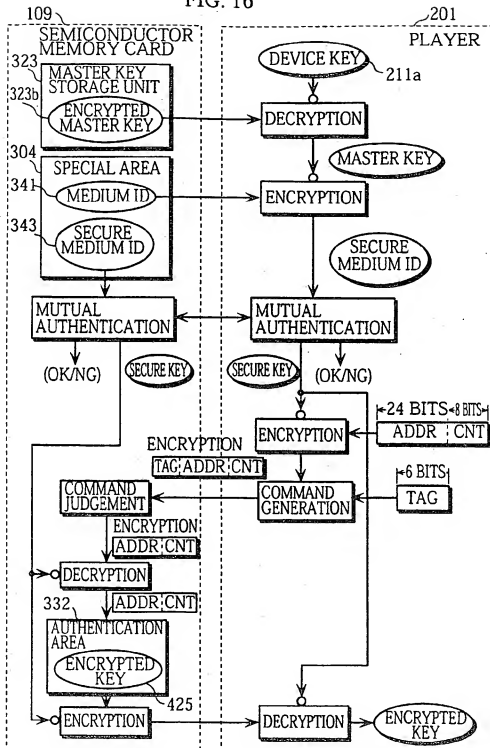 FIG. 16
109
SEMICONDUCTOR
MEMORY CARD
201
PLAYER
323
MASTER KEY
STORAGE UNIT
323b
ENCRYPTED
MASTER KEY
DEVICE KEY
211a
DECRYPTION
MASTER KEY
304
SPECIAL AREA
341
MEDIUM ID
ENCRYPTION
343
SECURE
MEDIUM ID
SECURE
MEDIUM ID
MUTUAL
AUTHENTICATION
MUTUAL
AUTHENTICATION
(OK/NG)
SECURE KEY
SECURE KEY
(OK/NG)
24 BITS
8 BITS
ENCRYPTION
ADDR CNT
ENCRYPTION
TAG ADDR CNT
6 BITS
COMMAND
JUDGEMENT
COMMAND
GENERATION
TAG
ENCRYPTION
ADDR CNT
DECRYPTION
ADDR CNT
332
AUTHENTICATION
AREA
ENCRYPTED
KEY
425
ENCRYPTION
DECRYPTION
ENCRYPTED
KEY